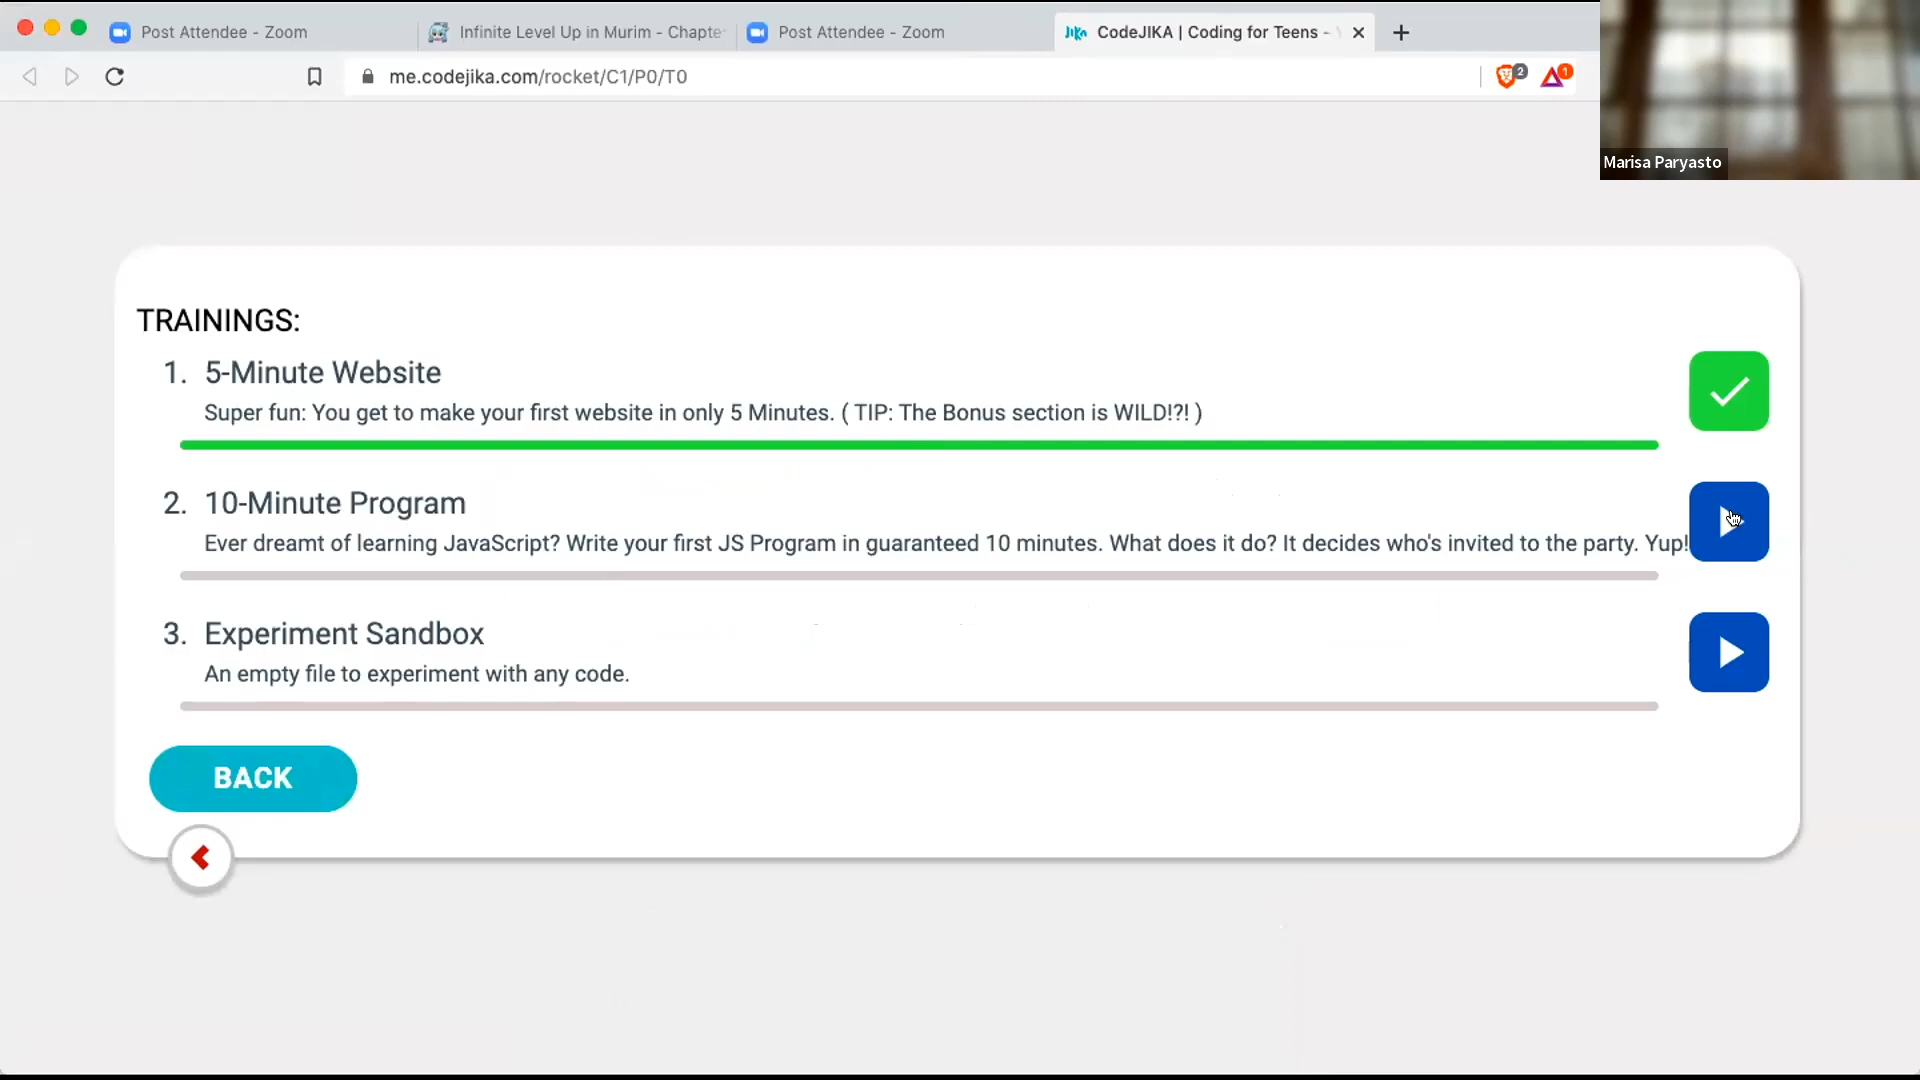 Post Attendee - Zoom
Infinite Level Up in Murim - Chapte
Post Attendee - Zoom
JIKA
CodeJIKA | Coding for Teens -
me.codejika.com/rocket/C1/P0/T0
2
1
Marisa Paryasto
TRAININGS:
1. 5-Minute Website
Super fun: You get to make your first website in only 5 Minutes. ( TIP: The Bonus section is WILD!?! )
2. 10-Minute Program
Ever dreamt of learning JavaScript? Write your first JS Program in guaranteed 10 minutes. What does it do? It decides who's invited to the party. Yup!
3. Experiment Sandbox
An empty file to experiment with any code.
BACK